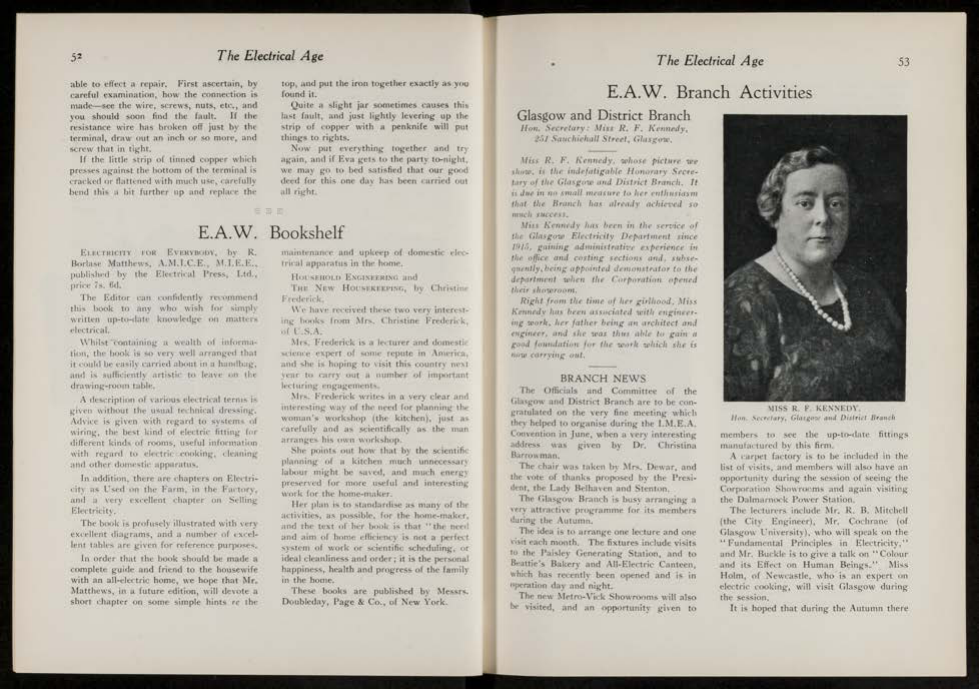 52
The Electrical Age
able to effect a repair. First ascertain, by
careful examination, how the connection is
made—see the wire, screws, nuts, etc., and
you should soon find the fault. If the
resistance wire has broken off just by the
terminal, draw out an inch or so more, and
screw that in tight.
If the little strip of tinned copper which
presses against the bottom of the terminal is
cracked or flattened with much use, carefully
bend this a bit further up and replace the
top, and put the iron together exactly as you
found it.
Quite a slight jar sometimes causes this
last fault, and just lightly levering up the
strip of copper with a penknife will put
things to rights.
Now put everything together and try
again, and if Eva gets to the party to-night,
we may go to bed satisfied that our good
deed for this one day has been carried out
all right.
E.A.W. Bookshelf
ELECTRICITY FOR EVERYBODY, by R.
Borlase Matthews, A.M.I.C.E., M.I.E.E.,
published by the Electrical Press, Ltd.,
price 7s. 6d.
The Editor can confidently recommend
this book to any who wish for simply
written up-to-date knowledge on matters
electrical.
Whilst containing a wealth of informa-
tion, the book is so very well arranged that
it could be easily carried about in a handbag,
and is sufficiently artistic to leave on the
drawing-room table.
A description of various electrical terms is
given without the usual technical dressing.
Advice is given with regard to systems of
wiring, the best kind of electric fitting for
different kinds of rooms, useful information
with regard to electric cooking, cleaning
and other domestic apparatus.
In addition, there are chapters on Electri-
city as Used on the Farm, in the Factory,
and a very excellent chapter on Selling
Electricity.
The book is profusely illustrated with very
excellent diagrams, and a number of excel-
lent tables are given for reference purposes.
In order that the book should be made a
complete guide and friend to the housewife
with an all-electric home, we hope that Mr.
Matthews, in a future edition, will devote a
short chapter on some simple hints re the
maintenance and upkeep of domestic elec-
trical apparatus in the home.
HOUSEHOLD ENGINEERING and
THE NEW HOUSEKEEPING, by Christine
Frederick.
We have received these two very interest-
ing books from Mrs. Christine Frederick,
of U.S.A.
Mrs. Frederick is a lecturer and domestic
science expert of some repute in America,
and she is hoping to visit this country next
year to carry out a number of important
lecturing engagements.
Mrs. Frederick writes in a very clear and
interesting way of the need for planning the
woman's workshop (the kitchen), just as
carefully and as scientifically as the man
arranges his own workshop.
She points out how that by the scientific
planning of a kitchen much unnecessary
labour might be saved, and much energy
preserved for more useful and interesting
work for the home-maker.
Her plan is to standardise as many of the
activities, as possible, for the home-maker,
and the text of her book is that "the need
and aim of home efficiency is not a perfect
system of work or scientific scheduling, or
ideal cleanliness and order; it is the personal
happiness, health and progress of the family
in the home.
These books are published by Messrs.
Doubleday, Page & Co., of New York.
The Electrical Age
53
E.A.W. Branch Activities
Glasgow and District Branch
Hon. Secretary: Miss R. F. Kennedy,
251 Sauchiehall Street, Glasgow.
Miss R. F. Kennedy, whose picture we
show, is the indefatigable Honorary Secre-
tary of the Glasgow and District Branch. It
is due in no small measure to her enthusiasm
that the Branch has already achieved so
much success.
Miss Kennedy has been in the service of
the Glasgow Electricity Department since
1915, gaining administrative experience in
the office and costing sections and, subse-
quently, being appointed demonstrator to the
department when the Corporation opened
their showroom.
Right from the time of her girlhood, Miss
Kennedy has been associated with engineer-
ing work, her father being an architect and
engineer, and she was thus able to gain a
good foundation for the work which she is
now carrying out.
BRANCH NEWS
The Officials and Committee of the
Glasgow and District Branch are to be con-
gratulated on the very fine meeting which
they helped to organise during the I.M.E.A.
Convention in June, when a very interesting
address was given by Dr. Christina
Barrowman.
The chair was taken by Mrs. Dewar, and
the vote of thanks proposed by the Presi-
dent, the Lady Belhaven and Stenton.
The Glasgow Branch is busy arranging a
very attractive programme for its members
during the Autumn.
The idea is to arrange one lecture and one
visit each month. The fixtures include visits
to the Paisley Generating Station, and to
Beattie's Bakery and All-Electric Canteen,
which has recently been opened and is in
operation day and night.
The new Metro-Vick Showrooms will also
be visited, and an opportunity given to
MISS R. F. KENNEDY.
Hon. Secretary, Glasgow and District Branch
members to see the up-to-date fittings
manufactured by this firm.
A carpet factory is to be included in the
list of visits, and members will also have an
opportunity during the session of seeing the
Corporation Showrooms and again visiting
the Dalmarnock Power Station.
The lecturers include Mr. R. B. Mitchell
(the City Engineer), Mr. Cochrane (of
Glasgow University), who will speak on the
"Fundamental Principles in Electricity,"
and Mr. Buckle is to give a talk on "Colour
and its Effect on Human Beings." Miss
Holm, of Newcastle, who is an expert on
electric cooking, will visit Glasgow during
the session.
It is hoped that during the Autumn there